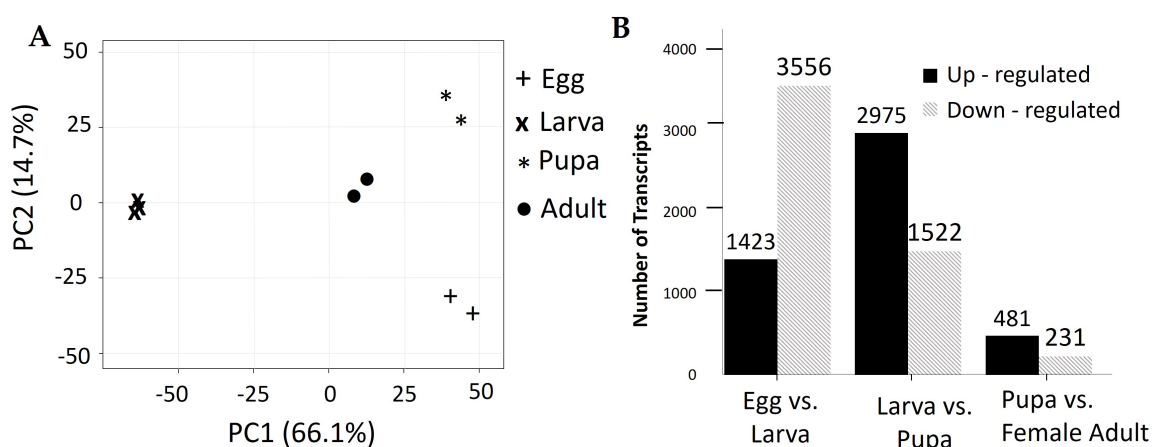 A
50
25
0
-25
-50
PC2 (14.7%)
-50
-25
0
25
50
PC1 (66.1%)
+ Egg
x Larva
* Pupa
● Adult
B
4000
3000
2000
1000
0
Number of Transcripts
Up - regulated
Down - regulated
1423
3556
2975
1522
481
231
Egg vs.
Larva
Larva vs.
Pupa
Pupa vs.
Female Adult